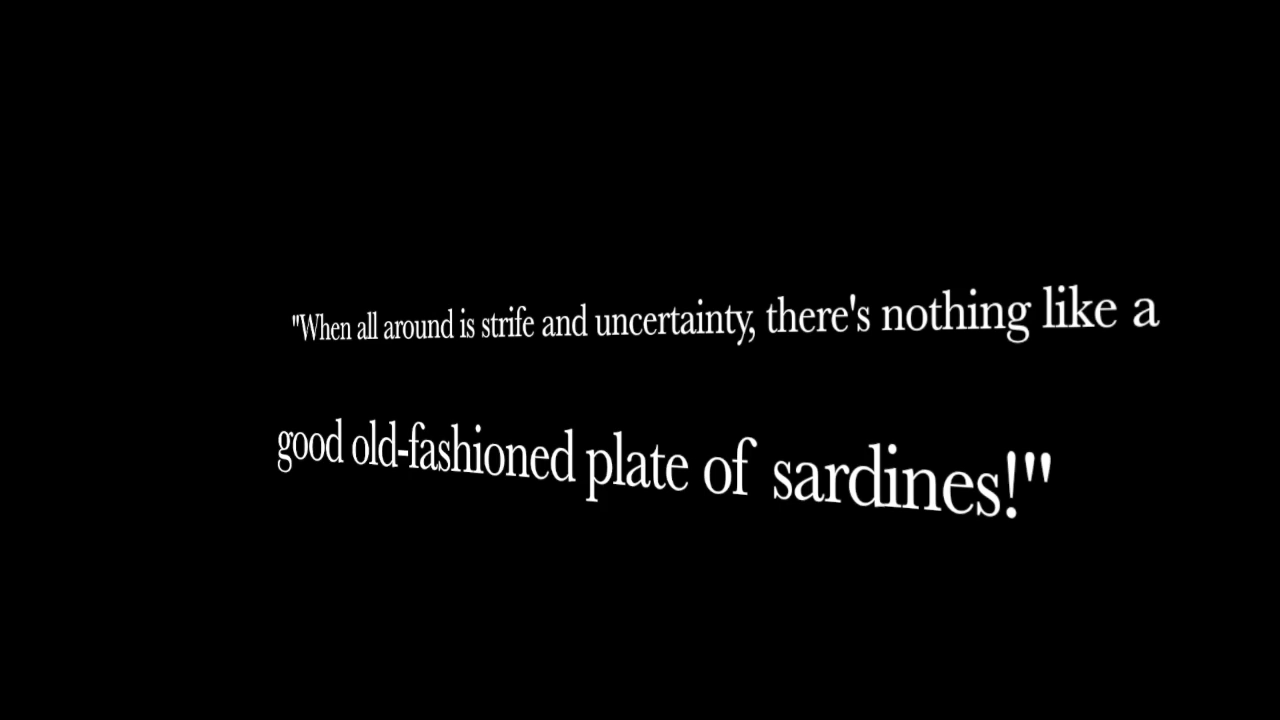 "When all around is strife and uncertainty, there's nothing like a
good old-fashioned plate of sardines!"